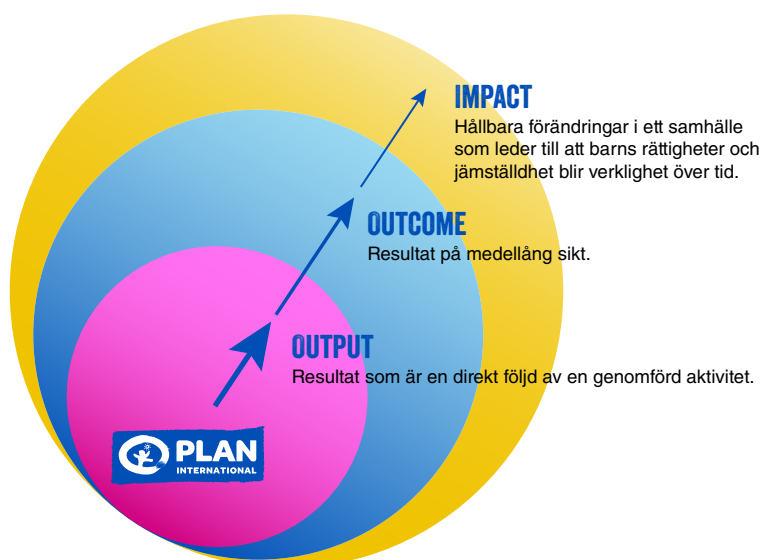 IMPACT
Hållbara förändringar i ett samhälle
som leder till att barns rättigheter och
jämställdhet blir verklighet över tid.
OUTCOME
Resultat på medellång sikt.
OUTPUT
Resultat som är en direkt följd av en genomförd aktivitet.
PLAN
INTERNATIONAL